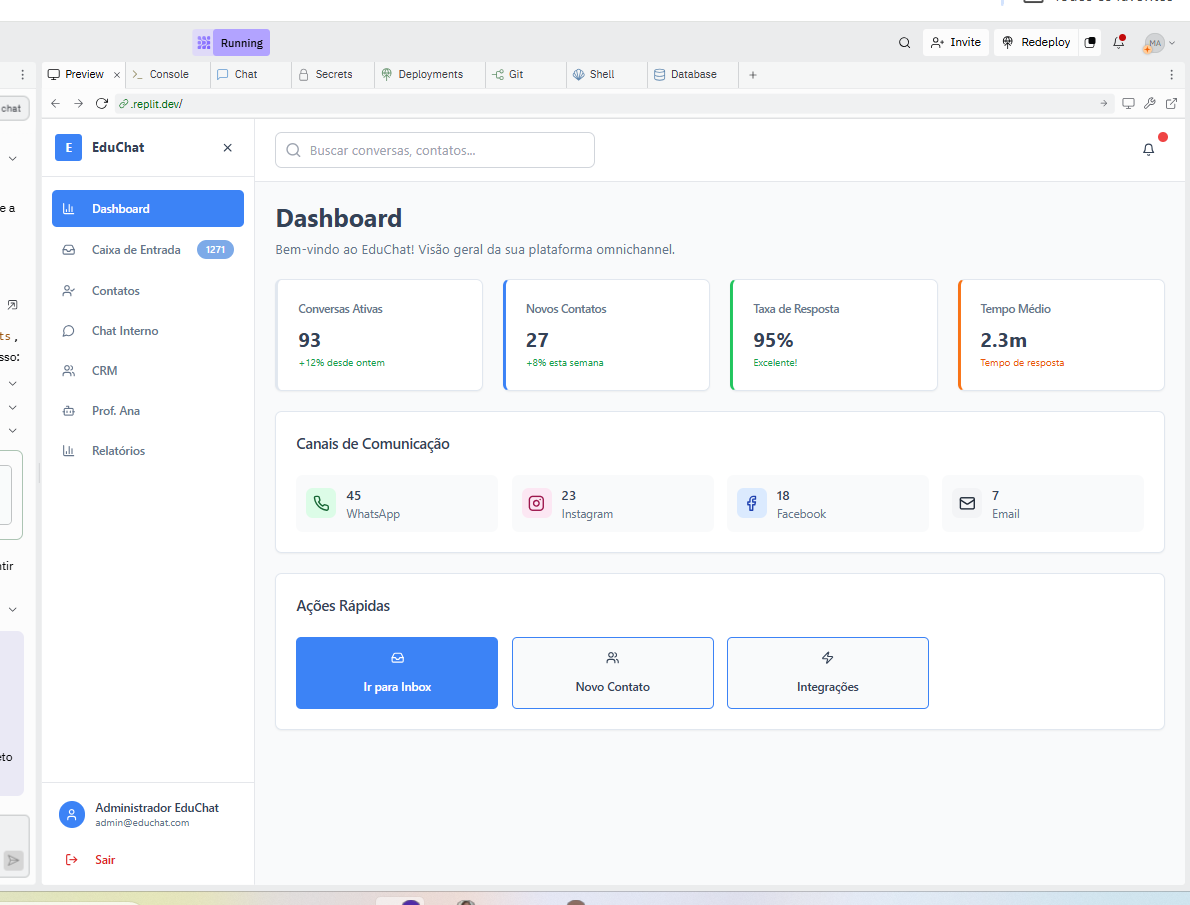 Running
Invite
Redeploy
MA
Preview
Console
Chat
Secrets
Deployments
Git
Shell
Database
chat
.replit.dev/
E
EduChat
Buscar conversas, contatos...
e a
Dashboard
Caixa de Entrada
1271
Contatos
Chat Interno
CRM
Prof. Ana
Relatórios
ts,
sso:
ntir
eto
Dashboard
Bem-vindo ao EduChat! Visão geral da sua plataforma omnichannel.
Conversas Ativas
93
+12% desde ontem
Novos Contatos
27
+8% esta semana
Taxa de Resposta
95%
Excelente!
Tempo Médio
2.3m
Tempo de resposta
Canais de Comunicação
45
WhatsApp
23
Instagram
18
Facebook
7
Email
Ações Rápidas
Ir para Inbox
Novo Contato
Integrações
Administrador EduChat
admin@educhat.com
Sair